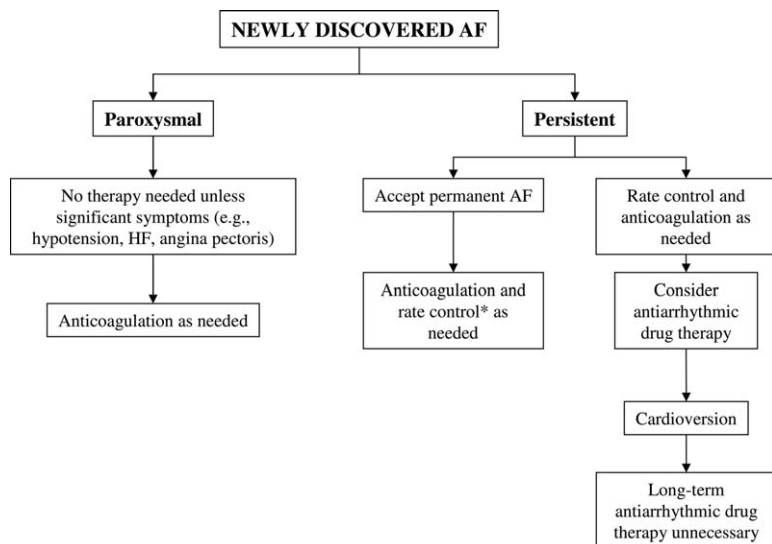 NEWLY DISCOVERED AF
Paroxysmal
Persistent
No therapy needed unless
significant symptoms (e.g.,
hypotension, HF, angina pectoris)
Accept permanent AF
Rate control and
anticoagulation as
needed
Anticoagulation as needed
Anticoagulation and
rate control* as
needed
Consider
antiarrhythmic
drug therapy
Cardioversion
Long-term
antiarrhythmic drug
therapy unnecessary